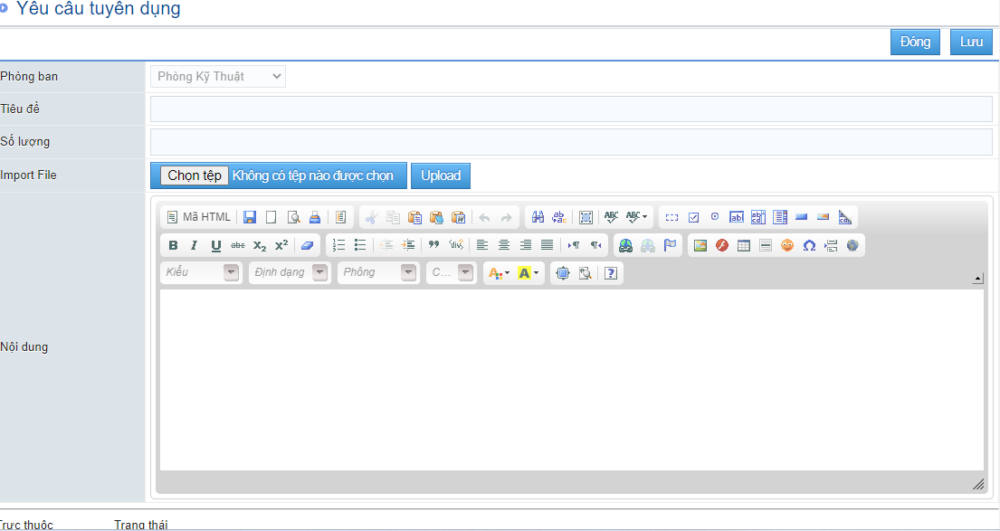 Yêu cầu tuyển dụng
Đóng Lưu
Phòng ban Phòng Kỹ Thuật
Tiêu đề
Số lượng
Import File Chọn tệp Không có tệp nào được chọn Upload
Mã HTML
B I U abc X₂ X²
Kiểu Định dạng Phông C... A A ?
Nội dung
Trực thuộc Trạng thái